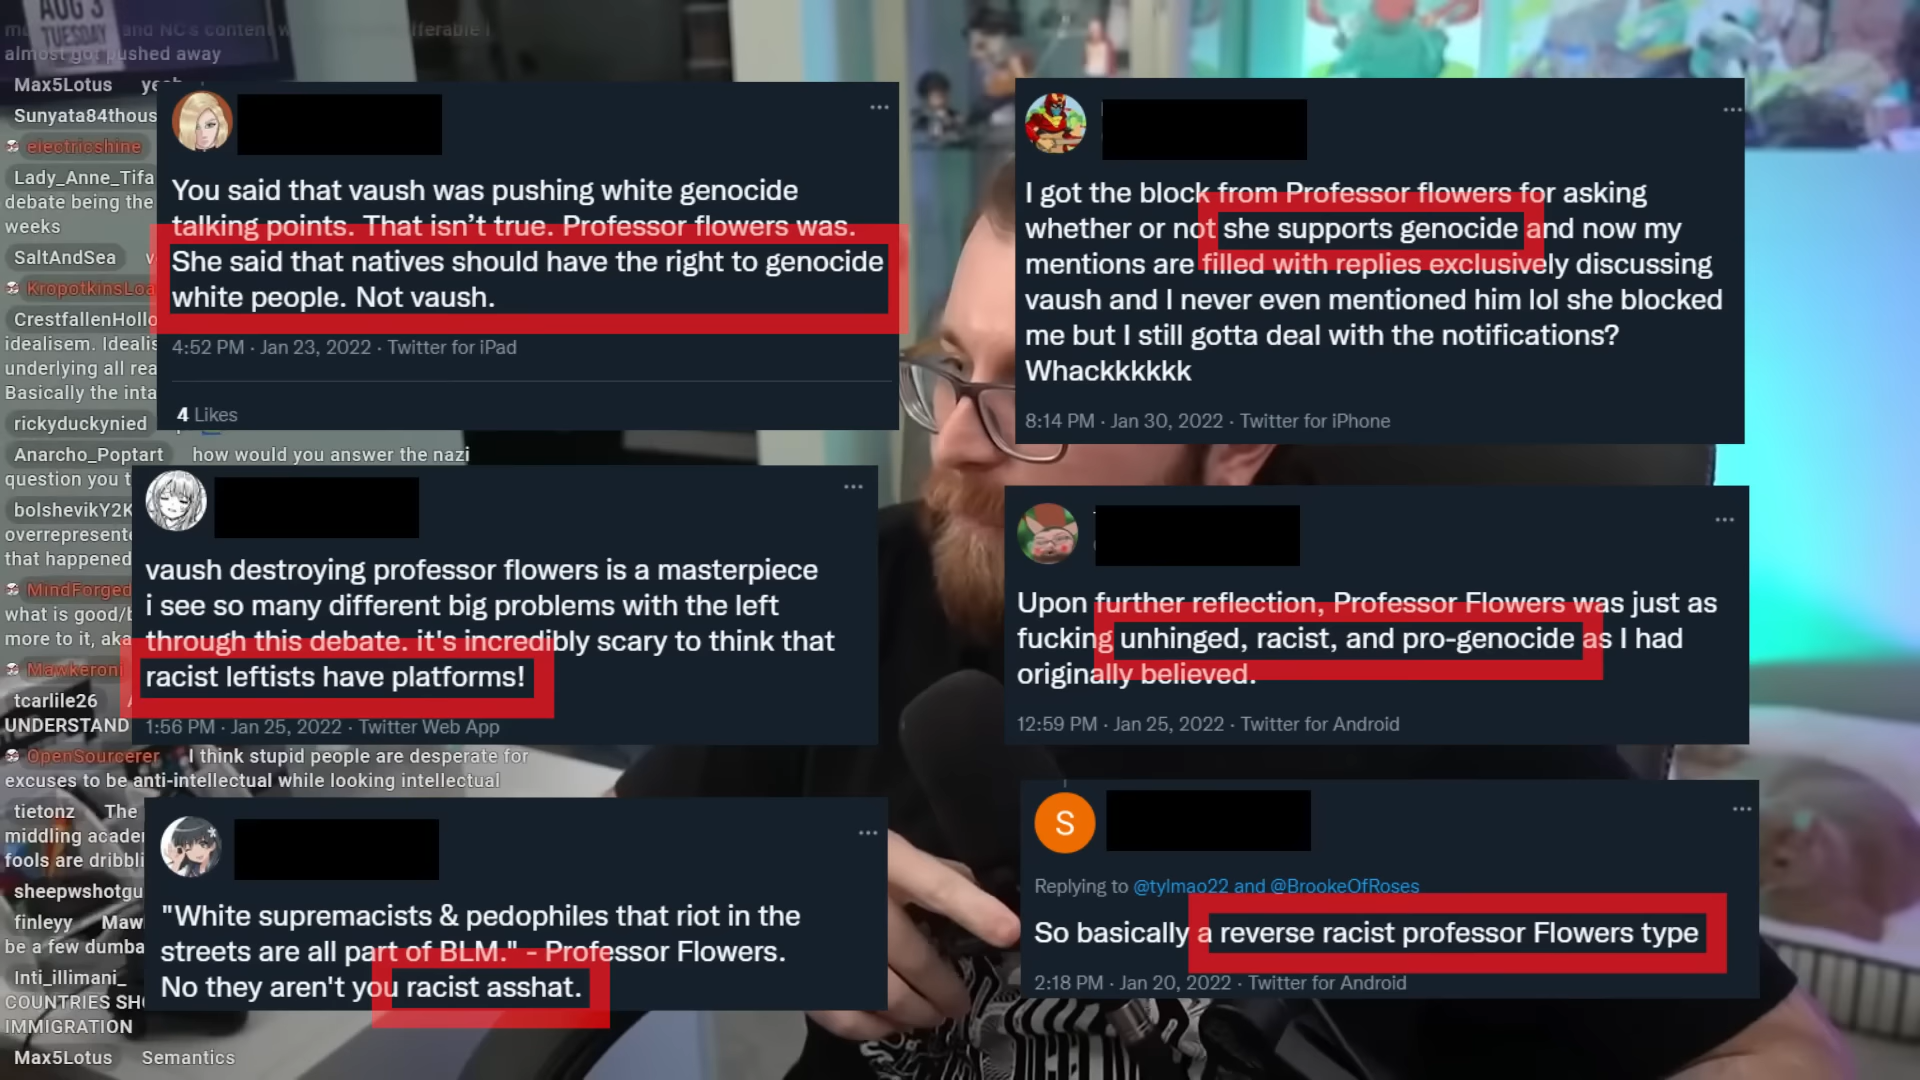 AUG 3
TUESDAY
and NC's content
almost got pushed away
Max5Lotus
Sunyata84thous
electricshine
Lady_Anne_Tifa
debate being the
weeks
SaltAndSea
KropotkinsLoa
CrestfallenHollo
idealisem. Idealis
underlying all rea
Basically the inta
rickyduckynied
Anarcho_Poptart how would you answer the nazi
question you t
bolshevikY2K
overrepresente
that happened
MindForged
what is good/b
more to it, aka
Mawkeroni
tcarlile26
UNDERSTAND
OpenSourcerer I think stupid people are desperate for
excuses to be anti-intellectual while looking intellectual
tietonz The
middling acade
fools are dribbli
sheepwshotgu
finleyy Maw
be a few dumba
Inti_illimani_
COUNTRIES SH
IMMIGRATION
Max5Lotus Semantics
You said that vaush was pushing white genocide
talking points. That isn't true. Professor flowers was.
She said that natives should have the right to genocide
white people. Not vaush.
4:52 PM · Jan 23, 2022 · Twitter for iPad
4 Likes
I got the block from Professor flowers for asking
whether or not she supports genocide and now my
mentions are filled with replies exclusively discussing
vaush and I never even mentioned him lol she blocked
me but I still gotta deal with the notifications?
Whackkkkkk
8:14 PM · Jan 30, 2022 · Twitter for iPhone
vaush destroying professor flowers is a masterpiece
i see so many different big problems with the left
through this debate. it's incredibly scary to think that
racist leftists have platforms!
1:56 PM · Jan 25, 2022 · Twitter Web App
Upon further reflection, Professor Flowers was just as
fucking unhinged, racist, and pro-genocide as I had
originally believed.
12:59 PM · Jan 25, 2022 · Twitter for Android
"White supremacists & pedophiles that riot in the
streets are all part of BLM." - Professor Flowers.
No they aren't you racist asshat.
S
Replying to @tylmao22 and @BrookeOfRoses
So basically a reverse racist professor Flowers type
2:18 PM · Jan 20, 2022 · Twitter for Android